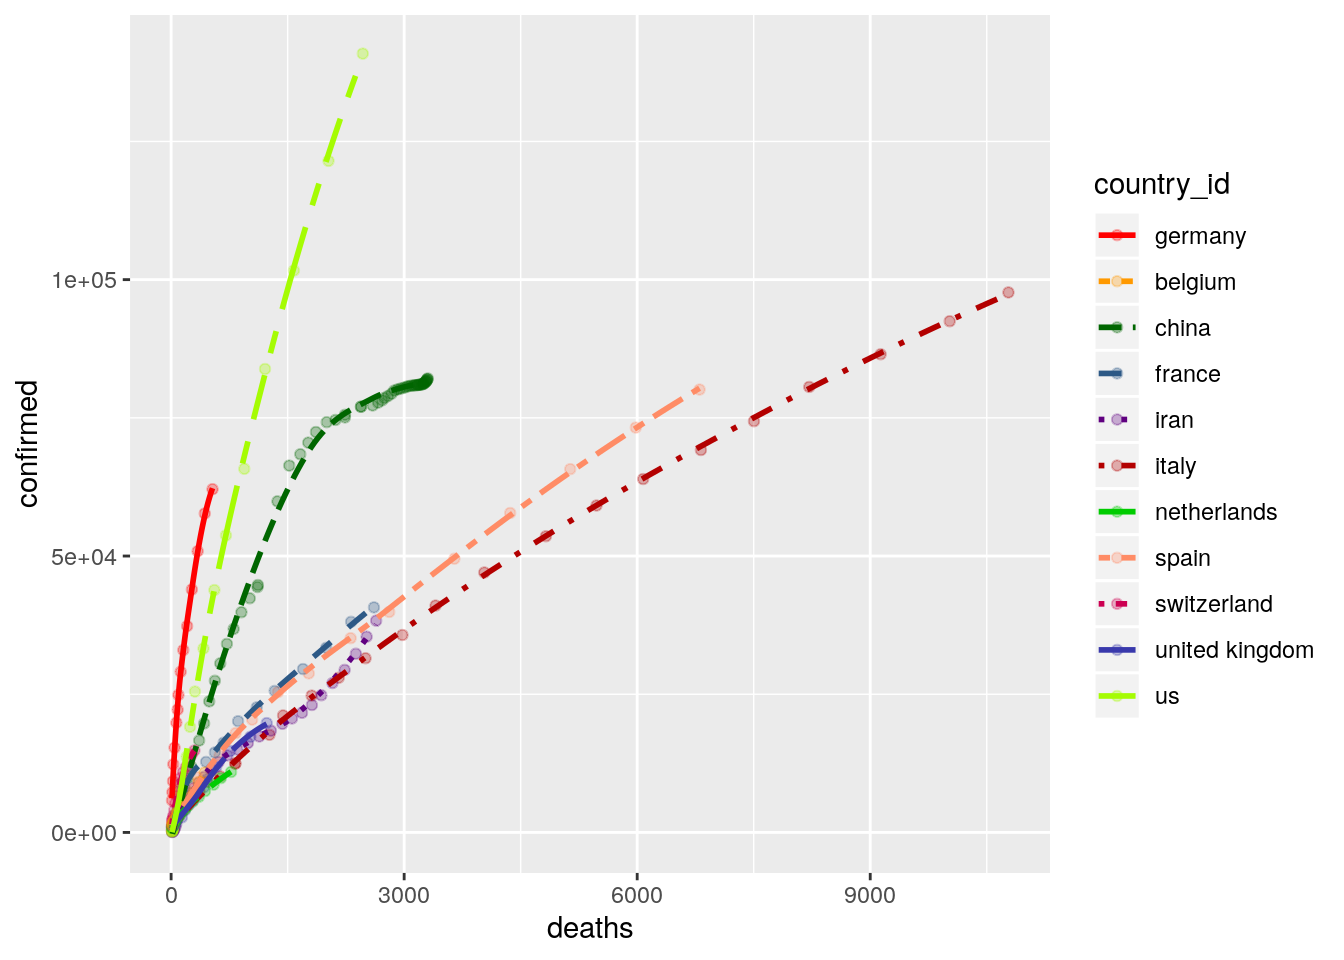 confirmed
1e+05
5e+04
0e+00
0
3000
6000
9000
deaths
country_id
germany
belgium
china
france
iran
italy
netherlands
spain
switzerland
united kingdom
us